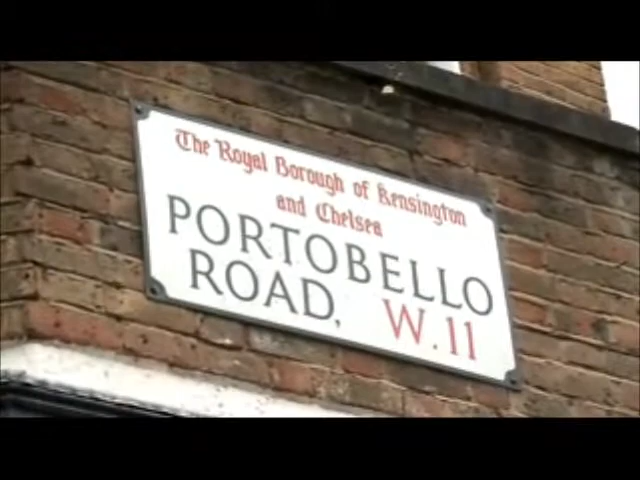 The Royal Borough of Kensington
and Chelsea
PORTOBELLO
ROAD, W.11